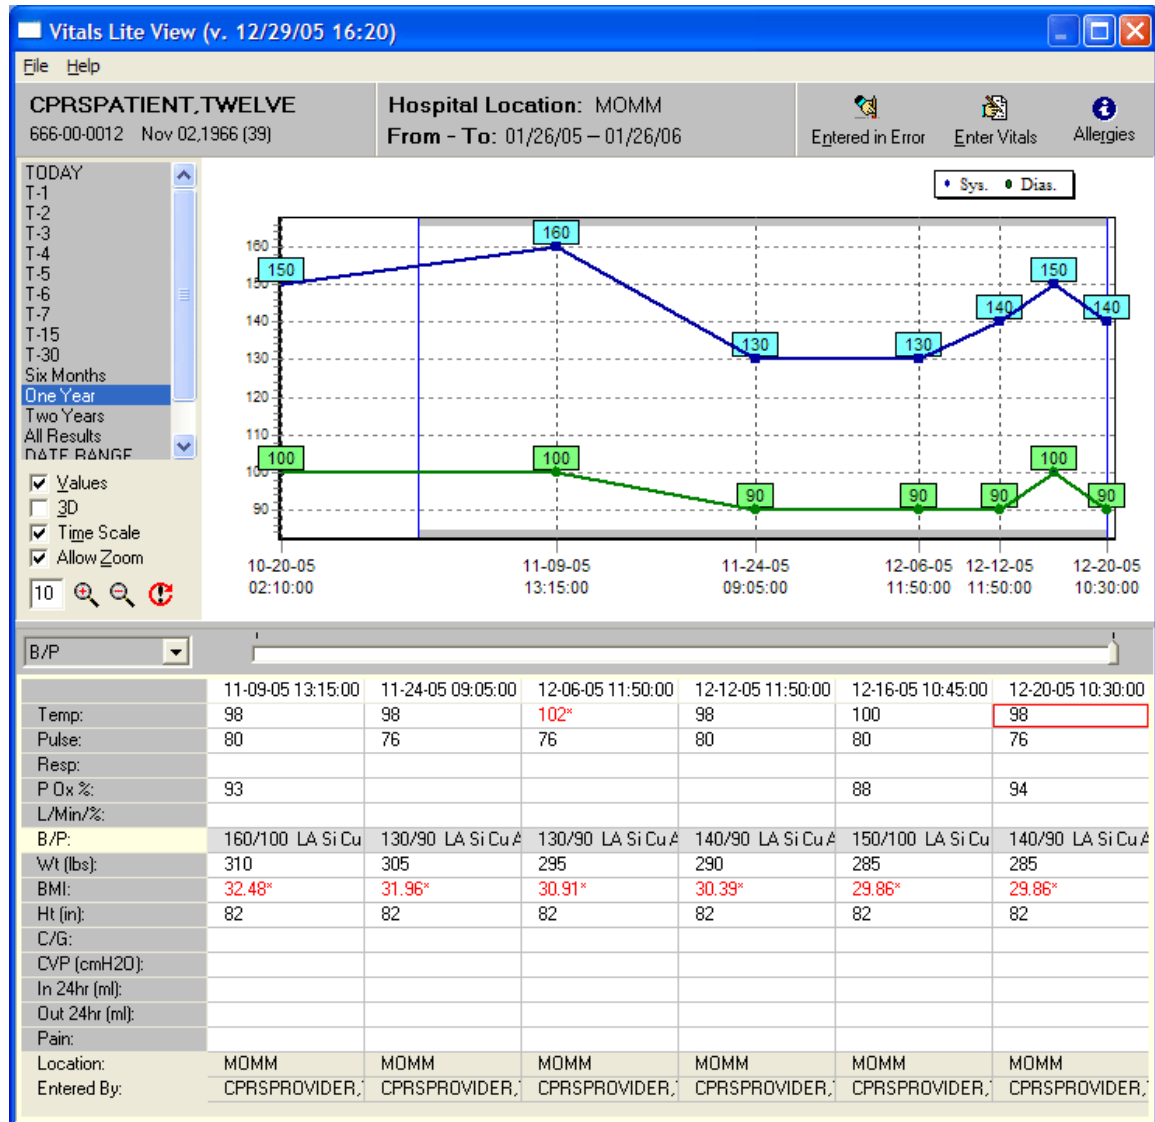 Vitals Lite View (v. 12/29/05 16:20)
File Help
CPRSPATIENT,TWELVE
666-00-0012 Nov 02,1966 (39)
Hospital Location: MOMM
From - To: 01/26/05 – 01/26/06
Entered in Error Enter Vitals Allergies
TODAY
T-1
T-2
T-3
T-4
T-5
T-6
T-7
T-15
T-30
Six Months
One Year
Two Years
All Results
DATE RANGE
Values
3D
Time Scale
Allow Zoom
10
Sys. Dias.
160
150
140
130
120
110
100
90
150 160 130 130 140 150 140
100 100 90 90 90 100 90
10-20-05 11-09-05 11-24-05 12-06-05 12-12-05 12-20-05
02:10:00 13:15:00 09:05:00 11:50:00 11:50:00 10:30:00
B/P
11-09-05 13:15:00 11-24-05 09:05:00 12-06-05 11:50:00 12-12-05 11:50:00 12-16-05 10:45:00 12-20-05 10:30:00
Temp: 98 98 102* 98 100 98
Pulse: 80 76 76 80 80 76
Resp:
P Ox %: 93 88 94
L/Min/%:
B/P: 160/100 LA Si Cu 130/90 LA Si Cu A 130/90 LA Si Cu A 140/90 LA Si Cu A 150/100 LA Si Cu 140/90 LA Si Cu A
Wt (lbs): 310 305 295 290 285 285
BMI: 32.48* 31.96* 30.91* 30.39* 29.86* 29.86*
Ht (in): 82 82 82 82 82 82
C/G:
CVP (cmH2O):
In 24hr (ml):
Out 24hr (ml):
Pain:
Location: MOMM MOMM MOMM MOMM MOMM MOMM
Entered By: CPRSPROVIDER, CPRSPROVIDER, CPRSPROVIDER, CPRSPROVIDER, CPRSPROVIDER, CPRSPROVIDER,